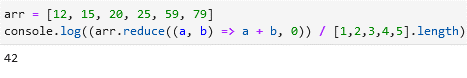 arr = [12, 15, 20, 25, 59, 79]
console.log((arr.reduce((a, b) => a + b, 0)) / [1,2,3,4,5].length)
42